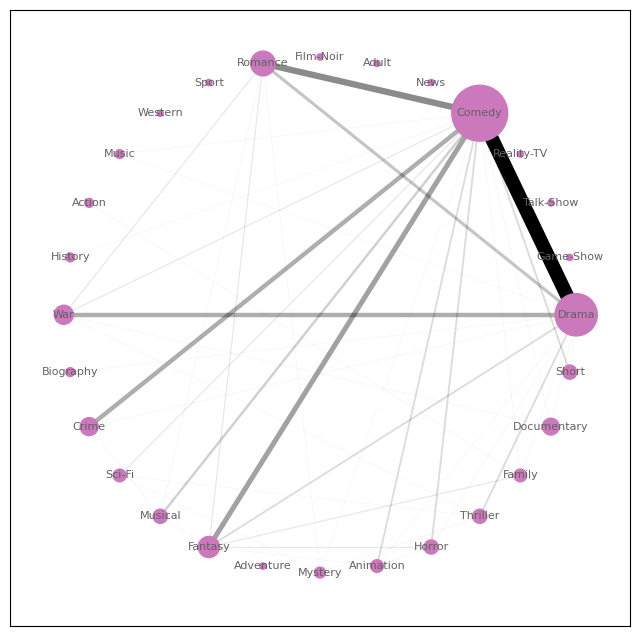 Film-Noir
Romance
Adult
Sport
News
Western
Comedy
Music
Reality-TV
Action
Talk-Show
History
Game-Show
War
Drama
Biography
Short
Crime
Documentary
Sci-Fi
Family
Musical
Thriller
Fantasy
Horror
Adventure
Animation
Mystery